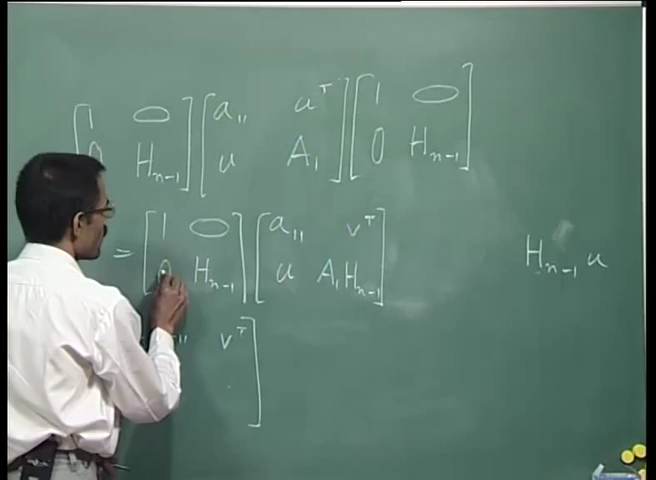 [ 1 0 ] [ a₁₁ uᵀ ] [ 1 0 ]
[ 0 Hₙ₋₁ ] [ u A₁ ] [ 0 Hₙ₋₁ ]
= [ 1 0 ] [ a₁₁ vᵀ ]
[ 0 Hₙ₋₁ ] [ u A₁Hₙ₋₁ ]
Hₙ₋₁ u
₁₁ vᵀ ]